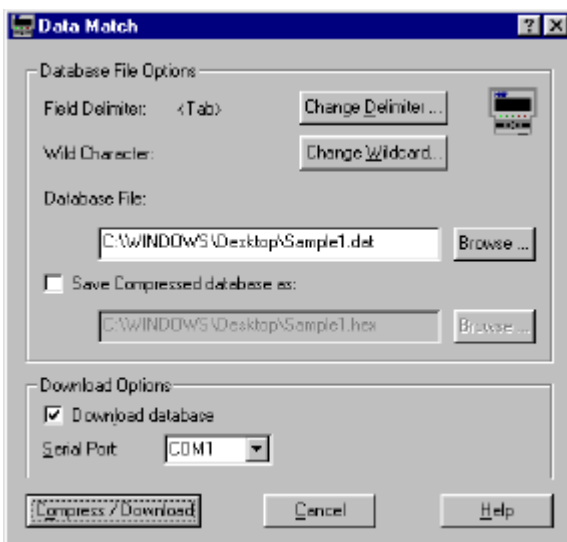 Data Match
Database File Options
Field Delimiter: <Tab> Change Delimiter ...
Wild Character: Change Wildcard...
Database File:
C:\WINDOWS\Desktop\Sample1.dat Browse ...
Save Compressed database as:
C:\WINDOWS\Desktop\Sample1.hex Browse ...
Download Options
Download database
Serial Port: COM1
Compress / Download Cancel Help